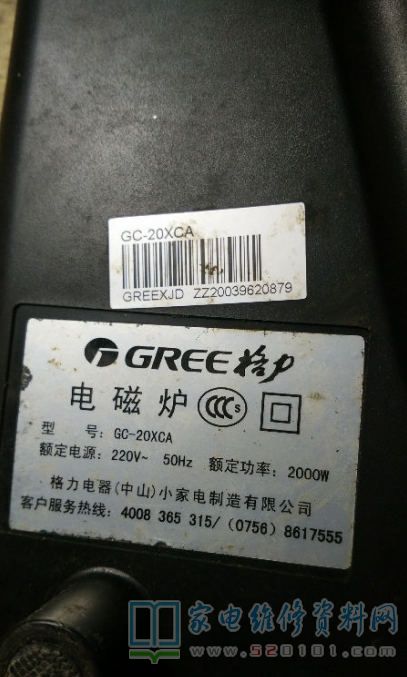 GC-20XCA
GREEXJD ZZ20039620879
GREE格力
电磁炉 CCC S
型 号: GC-20XCA
额定电源: 220V~ 50Hz 额定功率: 2000W
格力电器(中山)小家电制造有限公司
客户服务热线: 4008 365 315/ (0756) 8617555
家电维修资料网
www.520101.com